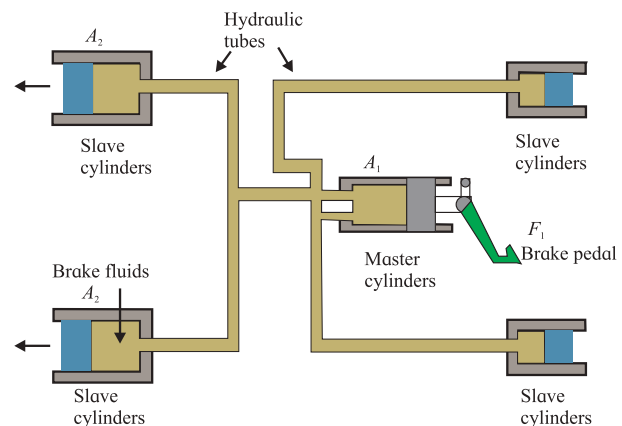 Hydraulic
tubes
A₂
Slave
cylinders
Slave
cylinders
A₁
F₁
Brake pedal
Master
cylinders
Brake fluids
A₂
Slave
cylinders
Slave
cylinders